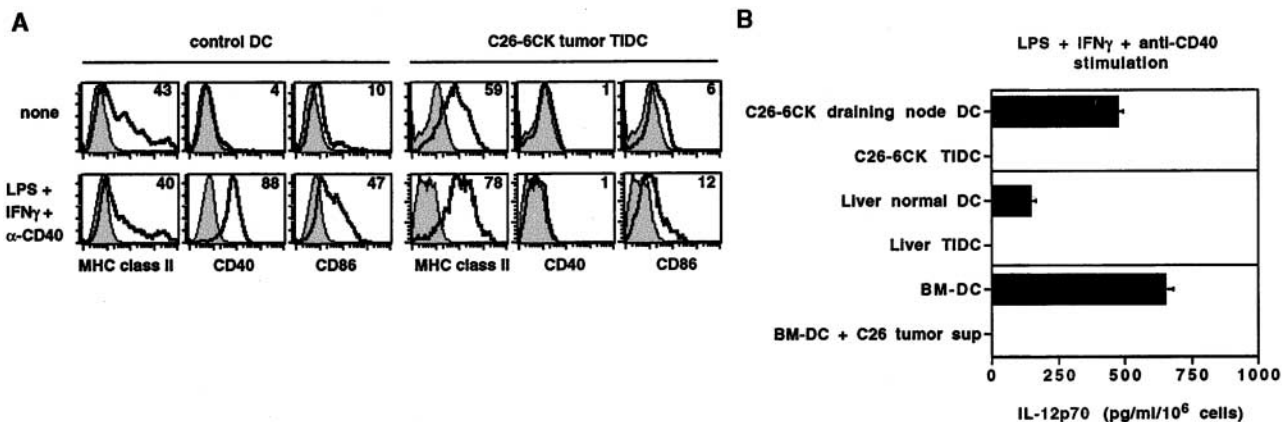 A
control DC
C26-6CK tumor TIDC
none
43
4
10
59
1
6
LPS +
IFNγ +
α-CD40
40
88
47
78
1
12
MHC class II
CD40
CD86
MHC class II
CD40
CD86
B
LPS + IFNγ + anti-CD40
stimulation
C26-6CK draining node DC
C26-6CK TIDC
Liver normal DC
Liver TIDC
BM-DC
BM-DC + C26 tumor sup
0
250
500
750
1000
IL-12p70 (pg/ml/10⁶ cells)